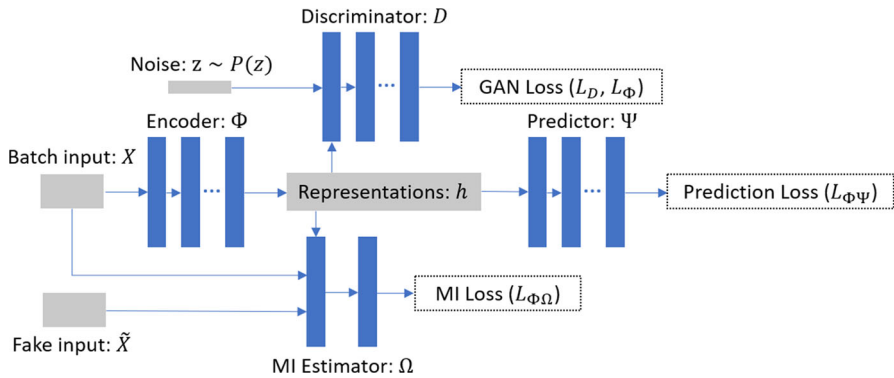 Discriminator: D
Noise: z ~ P(z)
...
GAN Loss (L_D, L_Φ)
Encoder: Φ
Predictor: Ψ
Batch input: X
...
Representations: h
...
Prediction Loss (L_ΦΨ)
MI Loss (L_ΦΩ)
Fake input: X̃
MI Estimator: Ω